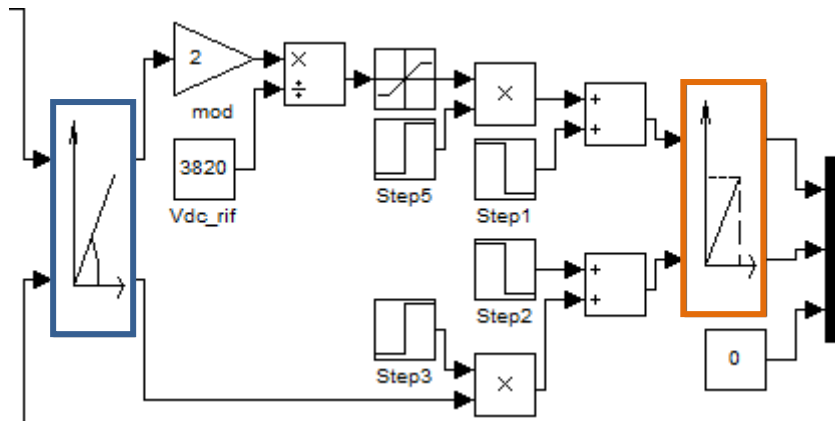 2
×
÷
mod
3820
Vdc_rif
Step5
×
+
+
Step1
Step2
+
+
Step3
×
0